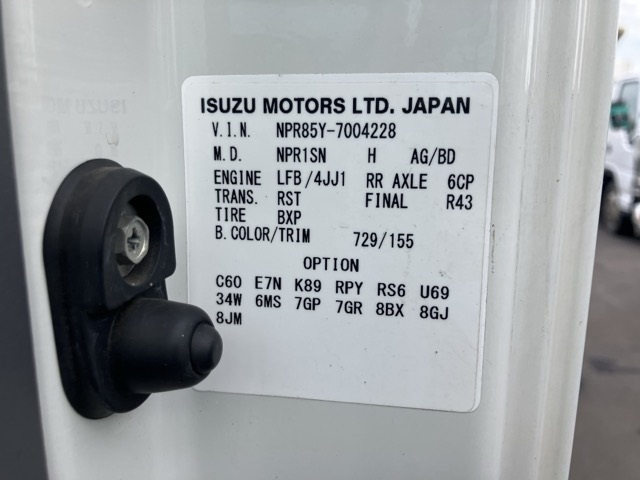 ISUZU MOTORS LTD. JAPAN
V.I.N. NPR85Y-7004228
M.D. NPR1SN H AG/BD
ENGINE LFB/4JJ1 RR AXLE 6CP
TRANS. RST FINAL R43
TIRE BXP
B.COLOR/TRIM 729/155
OPTION
C60 E7N K89 RPY RS6 U69
34W 6MS 7GP 7GR 8BX 8GJ
8JM